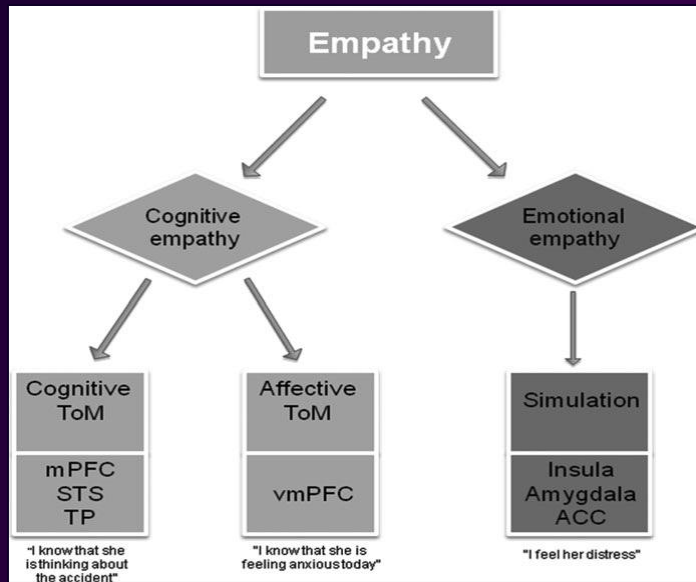 Empathy
Cognitive
empathy
Emotional
empathy
Cognitive
ToM
mPFC
STS
TP
"I know that she
is thinking about
the accident"
Affective
ToM
vmPFC
"I know that she is
feeling anxious today"
Simulation
Insula
Amygdala
ACC
"I feel her distress"